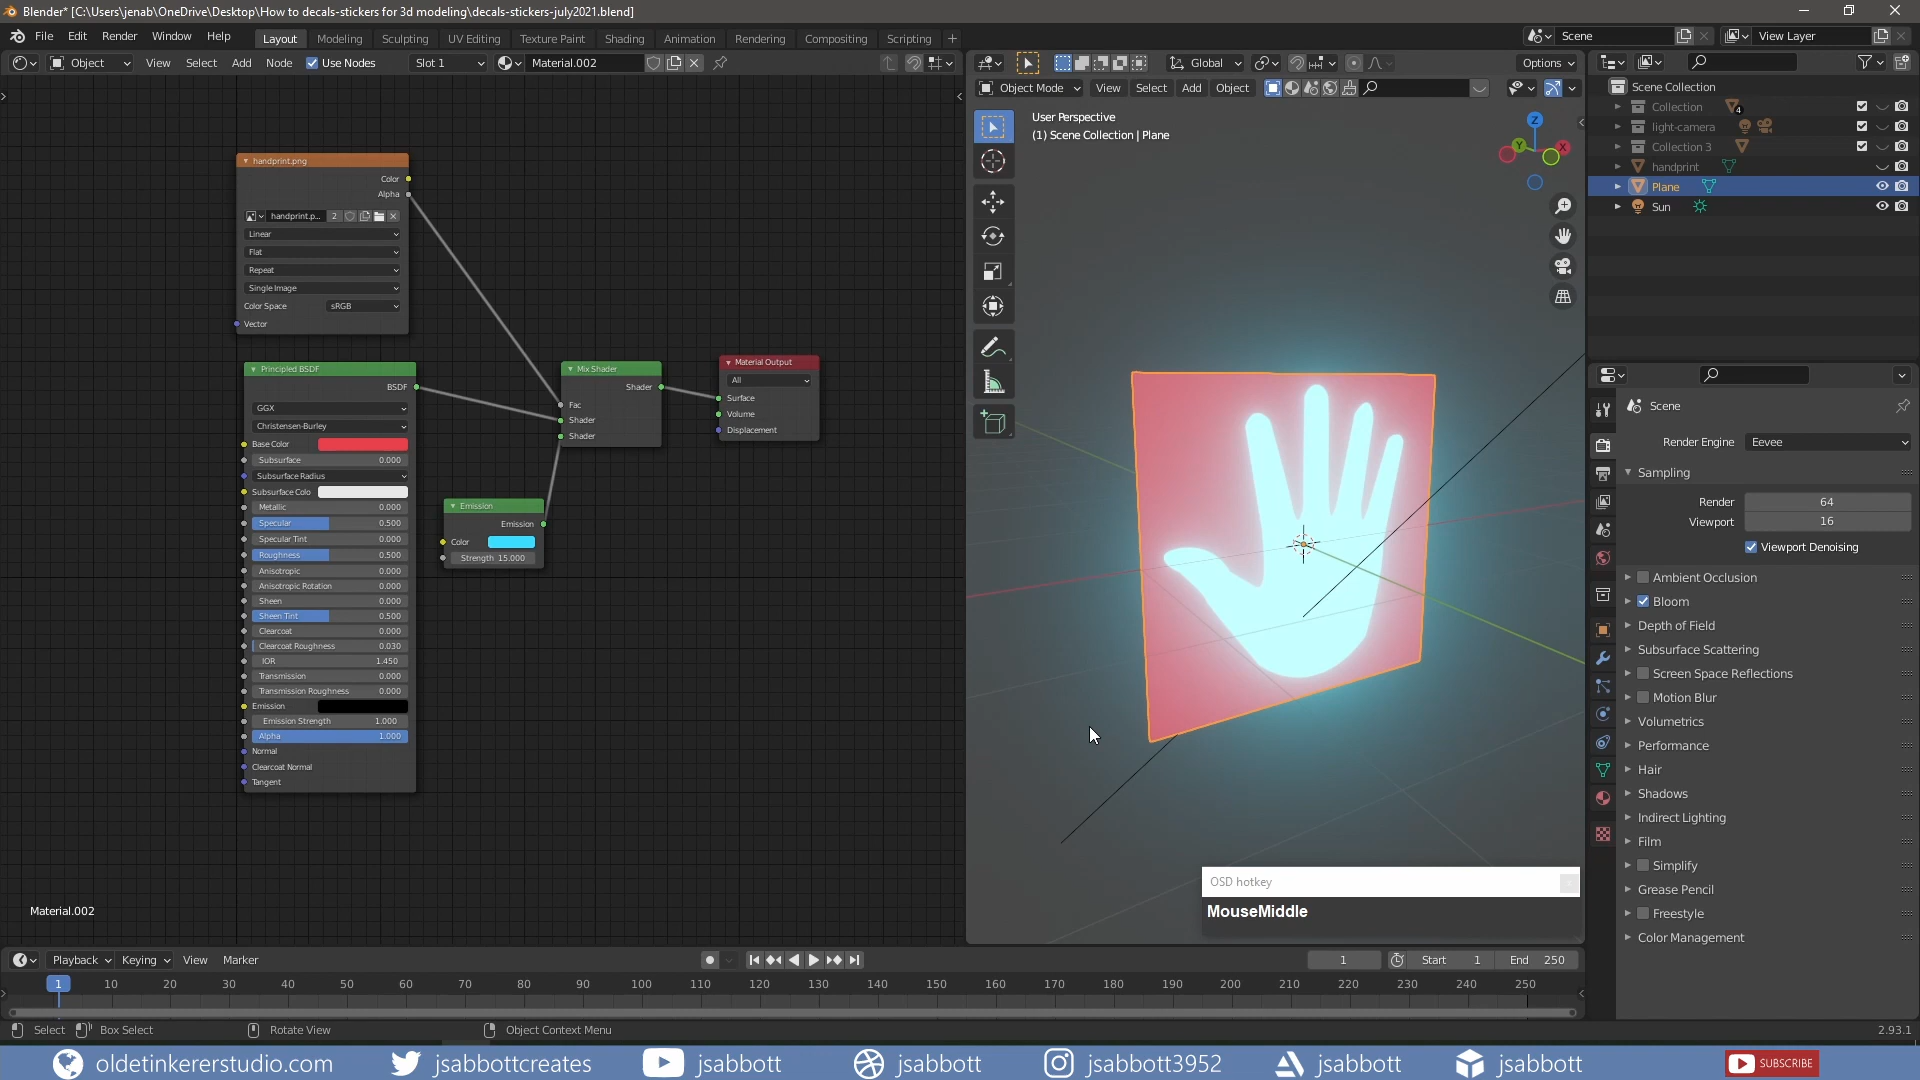 Blender* [C:\Users\jenab\OneDrive\Desktop\How to decals-stickers for 3d modeling\decals-stickers-july2021.blend]
File Edit Render Window Help Layout Modeling Sculpting UV Editing Texture Paint Shading Animation Rendering Compositing Scripting + Scene View Layer
Object View Select Add Node Use Nodes Slot 1 Material.002 Global Options
Object Mode View Select Add Object
User Perspective
(1) Scene Collection | Plane
Scene Collection
Collection 4
light-camera
Collection 3
handprint
Plane
Sun
Z
Y
X
handprint.png
Color
Alpha
handprint.p... 2
Linear
Flat
Repeat
Single Image
Color Space sRGB
Vector
Principled BSDF
BSDF
GGX
Christensen-Burley
Base Color
Subsurface 0.000
Subsurface Radius
Subsurface Colo
Metallic 0.000
Specular 0.500
Specular Tint 0.000
Roughness 0.500
Anisotropic 0.000
Anisotropic Rotation 0.000
Sheen 0.000
Sheen Tint 0.500
Clearcoat 0.000
Clearcoat Roughness 0.030
IOR 1.450
Transmission 0.000
Transmission Roughness 0.000
Emission
Emission Strength 1.000
Alpha 1.000
Normal
Clearcoat Normal
Tangent
Emission
Emission
Color
Strength 15.000
Mix Shader
Shader
Fac
Shader
Shader
Material Output
All
Surface
Volume
Displacement
Material.002
Scene
Render Engine Eevee
Sampling
Render 64
Viewport 16
Viewport Denoising
Ambient Occlusion
Bloom
Depth of Field
Subsurface Scattering
Screen Space Reflections
Motion Blur
Volumetrics
Performance
Hair
Shadows
Indirect Lighting
Film
Simplify
Grease Pencil
Freestyle
Color Management
OSD hotkey
MouseMiddle
Playback Keying View Marker 1 Start 1 End 250
1 10 20 30 40 50 60 70 80 90 100 110 120 130 140 150 160 170 180 190 200 210 220 230 240 250
Select Box Select Rotate View Object Context Menu 2.93.1
oldetinkererstudio.com jsabbottcreates jsabbott jsabbott jsabbott3952 jsabbott jsabbott SUBSCRIBE